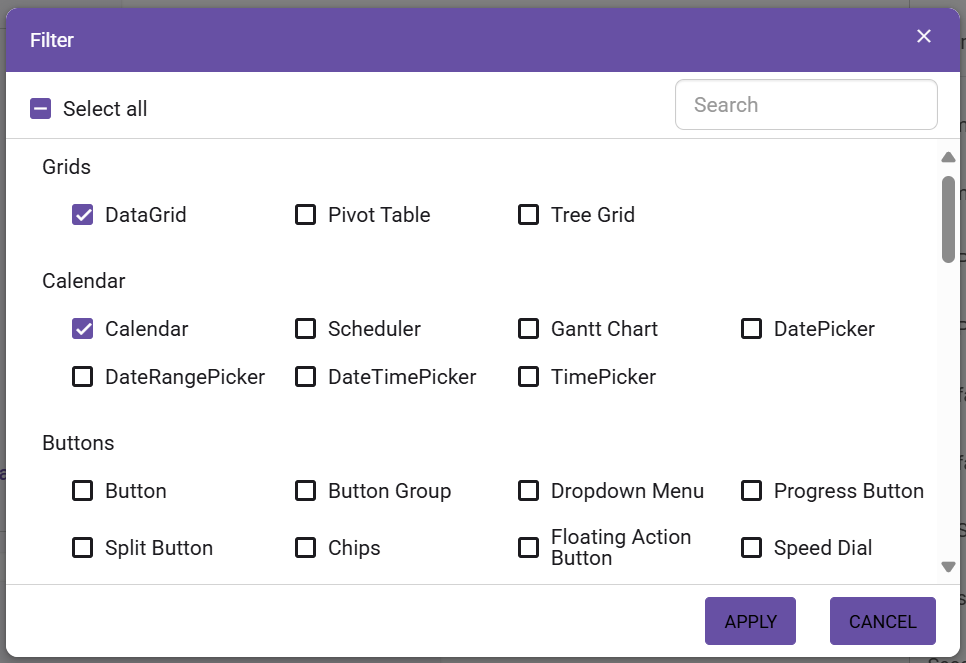 Filter
Select all
Search
Grids
DataGrid Pivot Table Tree Grid
Calendar
Calendar Scheduler Gantt Chart DatePicker
DateRangePicker DateTimePicker TimePicker
Buttons
Button Button Group Dropdown Menu Progress Button
Split Button Chips Floating Action Button Speed Dial
APPLY CANCEL